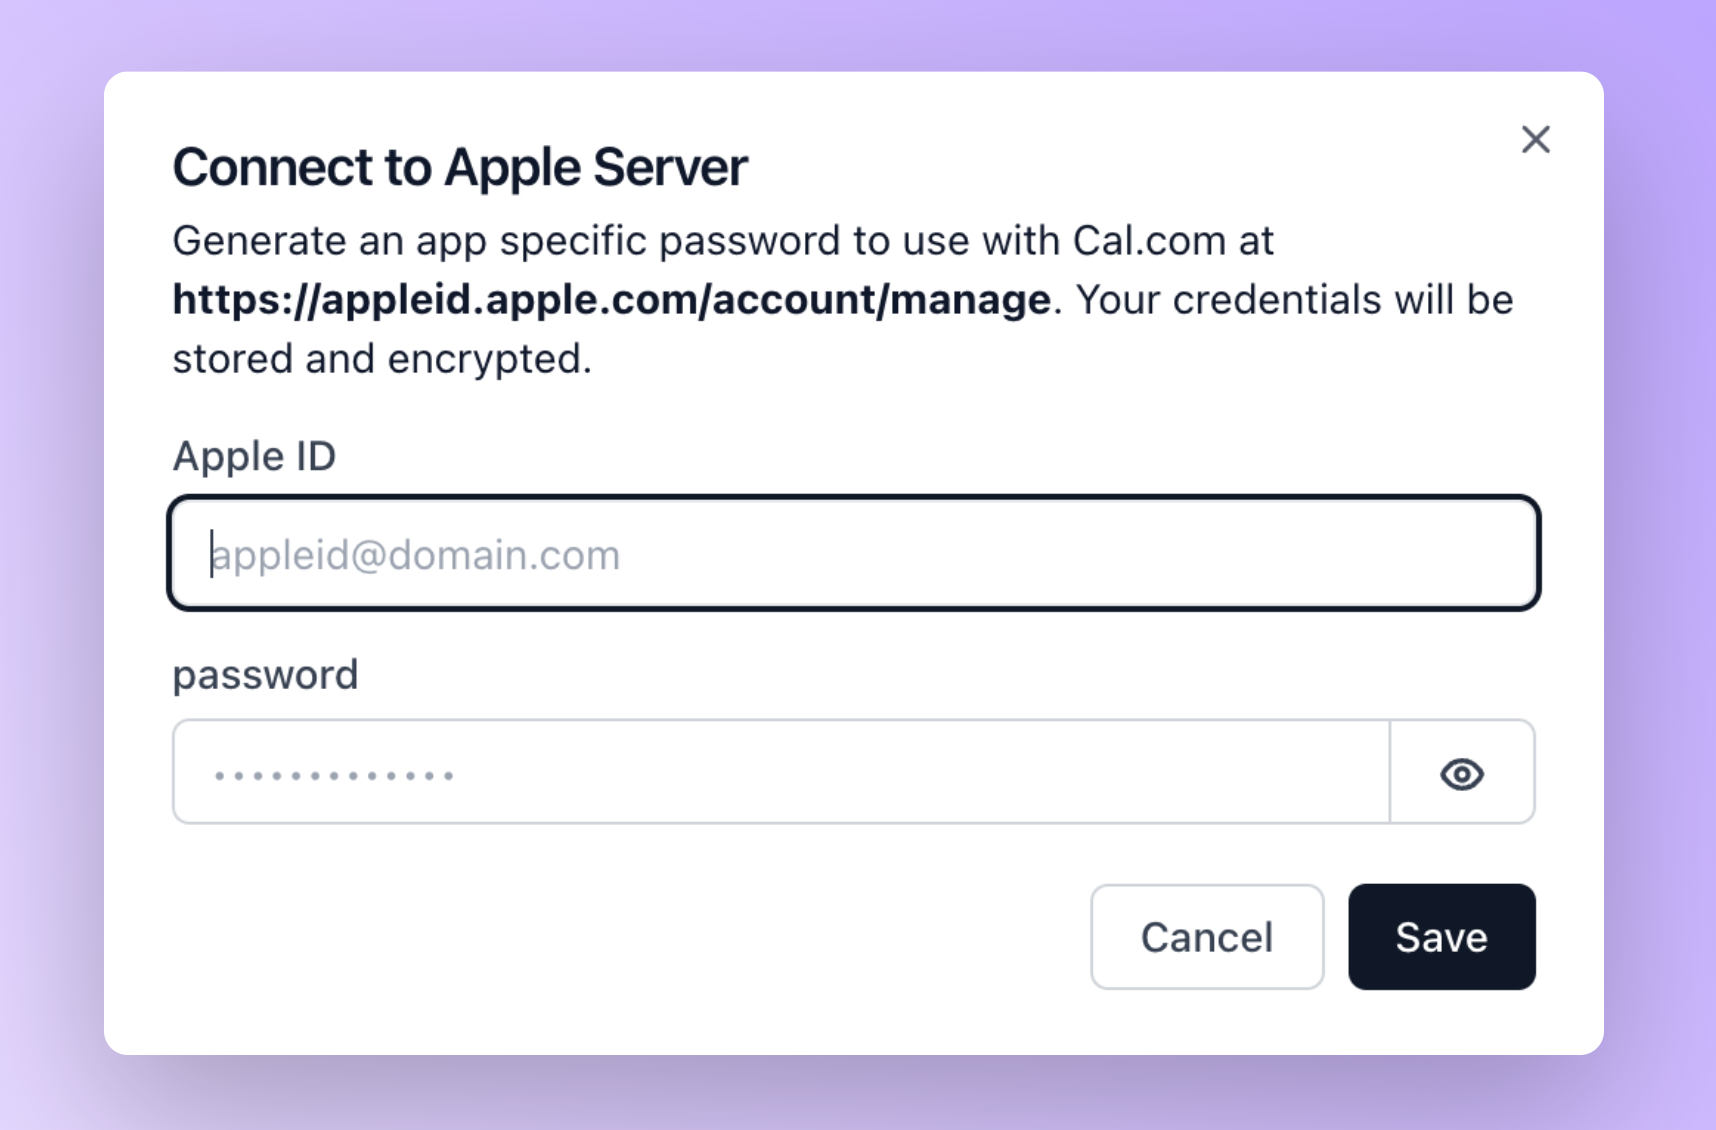 Connect to Apple Server
Generate an app specific password to use with Cal.com at
https://appleid.apple.com/account/manage. Your credentials will be
stored and encrypted.
Apple ID
appleid@domain.com
password
•••••••••••••
Cancel
Save